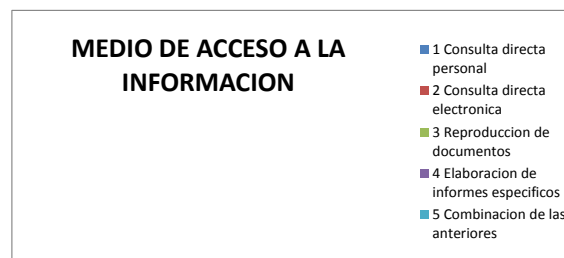 MEDIO DE ACCESO A LA
INFORMACION
1 Consulta directa
personal
2 Consulta directa
electronica
3 Reproduccion de
documentos
4 Elaboracion de
informes especificos
5 Combinacion de las
anteriores